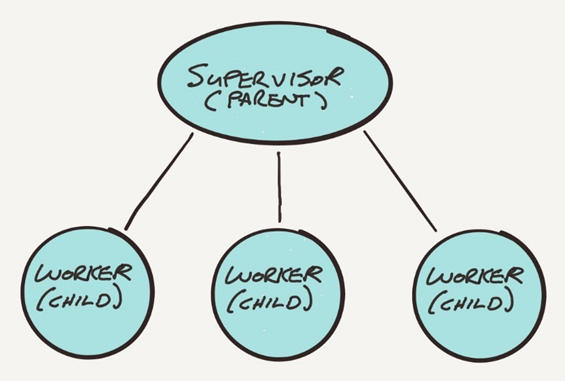 SUPERVISOR
(PARENT)
WORKER
(CHILD)
WORKER
(CHILD)
WORKER
(CHILD)